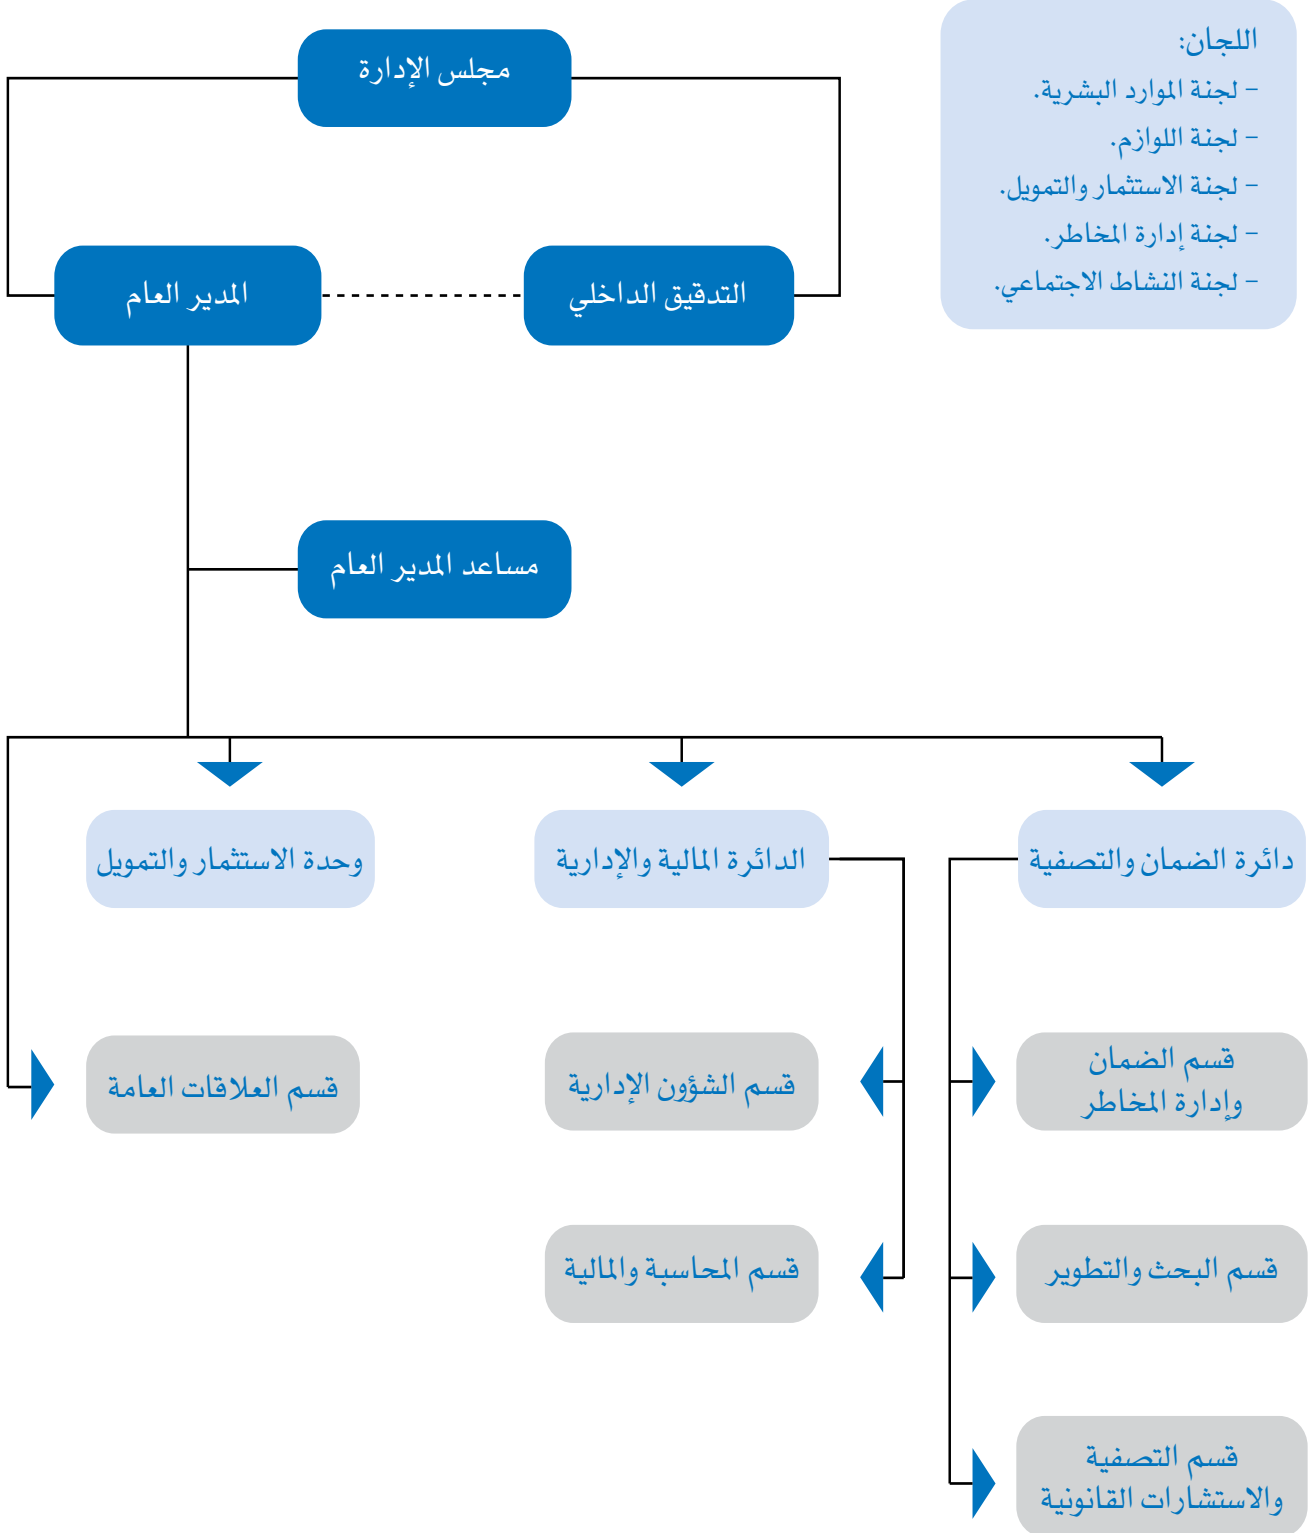 اللجان:
- لجنة الموارد البشرية.
- لجنة اللوازم.
- لجنة الاستثمار والتمويل.
- لجنة إدارة المخاطر.
- لجنة النشاط الاجتماعي.
مجلس الإدارة
التدقيق الداخلي
المدير العام
مساعد المدير العام
دائرة الضمان والتصفية
الدائرة المالية والإدارية
وحدة الاستثمار والتمويل
قسم الضمان
وإدارة المخاطر
قسم الشؤون الإدارية
قسم العلاقات العامة
قسم البحث والتطوير
قسم المحاسبة والمالية
قسم التصفية
والاستشارات القانونية